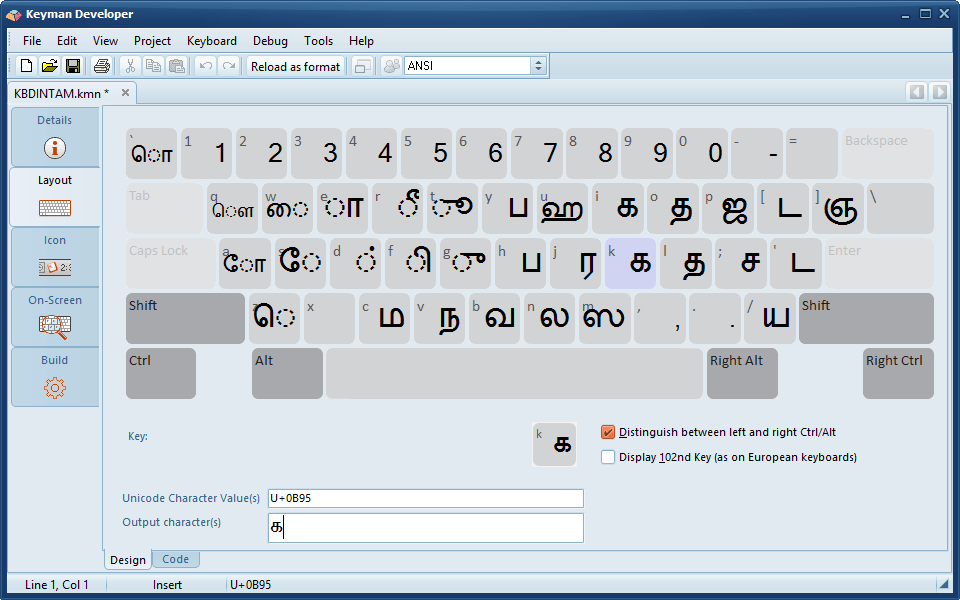 Keyman Developer
File Edit View Project Keyboard Debug Tools Help
Reload as format ANSI
KBDINTAM.kmn *
Details
Layout
Icon
On-Screen
Build
` ொ 1 1 2 2 3 3 4 4 5 5 6 6 7 7 8 8 9 9 0 0 - - = Backspace
Tab q ௌ w ை e ா r ீ t ூ y ப u ஹ i க o த p ஜ [ ட ] ஞ \
Caps Lock a ோ s ே d ் f ி g ு h ப j ர k க l த ; ச ' ட Enter
Shift z ெ x c ம v ந b வ n ல m ஸ , , . . / ய Shift
Ctrl Alt Right Alt Right Ctrl
Key: k க
Distinguish between left and right Ctrl/Alt
Display 102nd Key (as on European keyboards)
Unicode Character Value(s) U+0B95
Output character(s) க
Design Code
Line 1, Col 1 Insert U+0B95